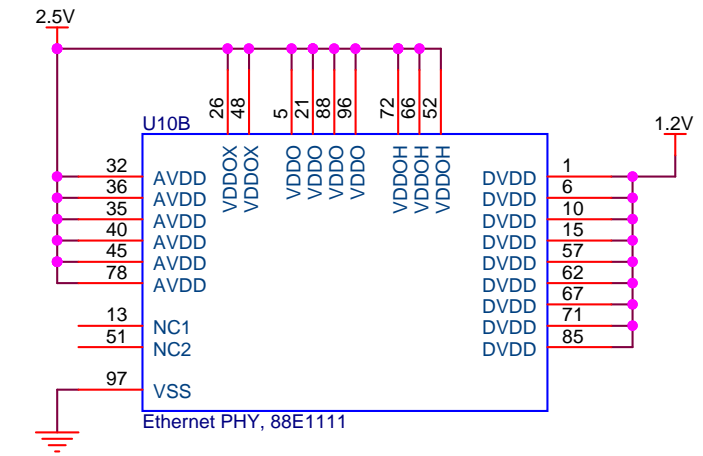 2.5V
26
48
5
21
88
96
72
66
52
U10B
1.2V
VDDOX
VDDOX
VDDO
VDDO
VDDO
VDDO
VDDOH
VDDOH
VDDOH
32 AVDD
36 AVDD
35 AVDD
40 AVDD
45 AVDD
78 AVDD
13 NC1
51 NC2
97 VSS
DVDD 1
DVDD 6
DVDD 10
DVDD 15
DVDD 57
DVDD 62
DVDD 67
DVDD 71
DVDD 85
Ethernet PHY, 88E1111